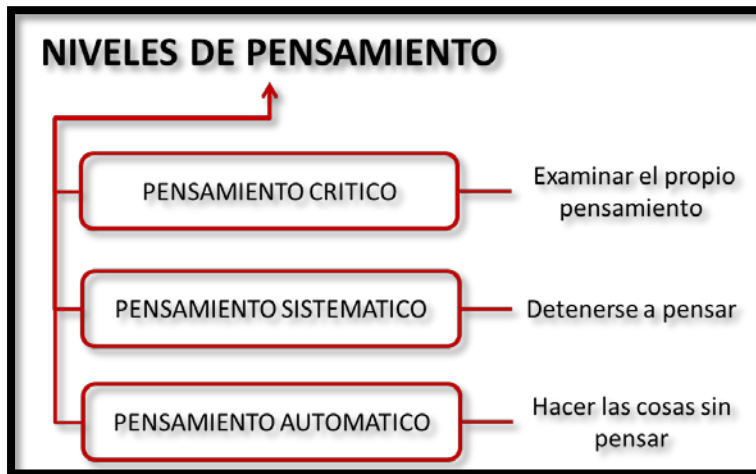 NIVELES DE PENSAMIENTO
PENSAMIENTO CRITICO
Examinar el propio
pensamiento
PENSAMIENTO SISTEMATICO
Detenerse a pensar
PENSAMIENTO AUTOMATICO
Hacer las cosas sin
pensar